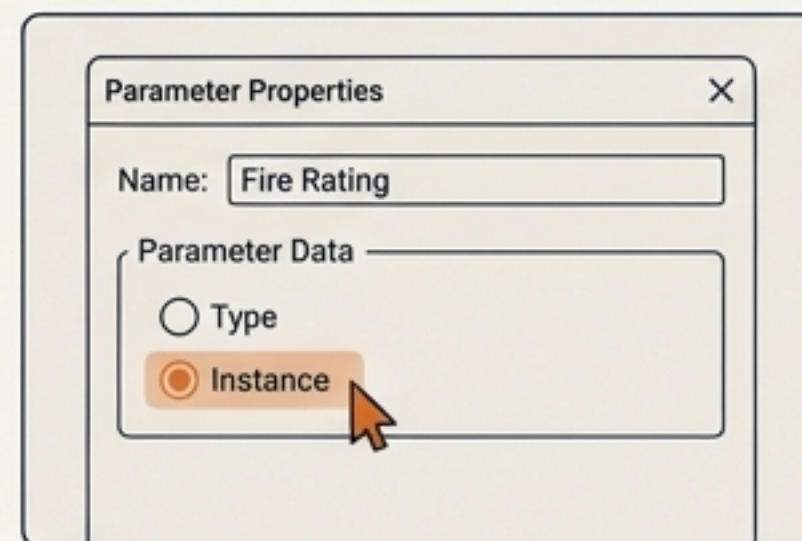 Parameter Properties
Name: Fire Rating
Parameter Data
Type
Instance